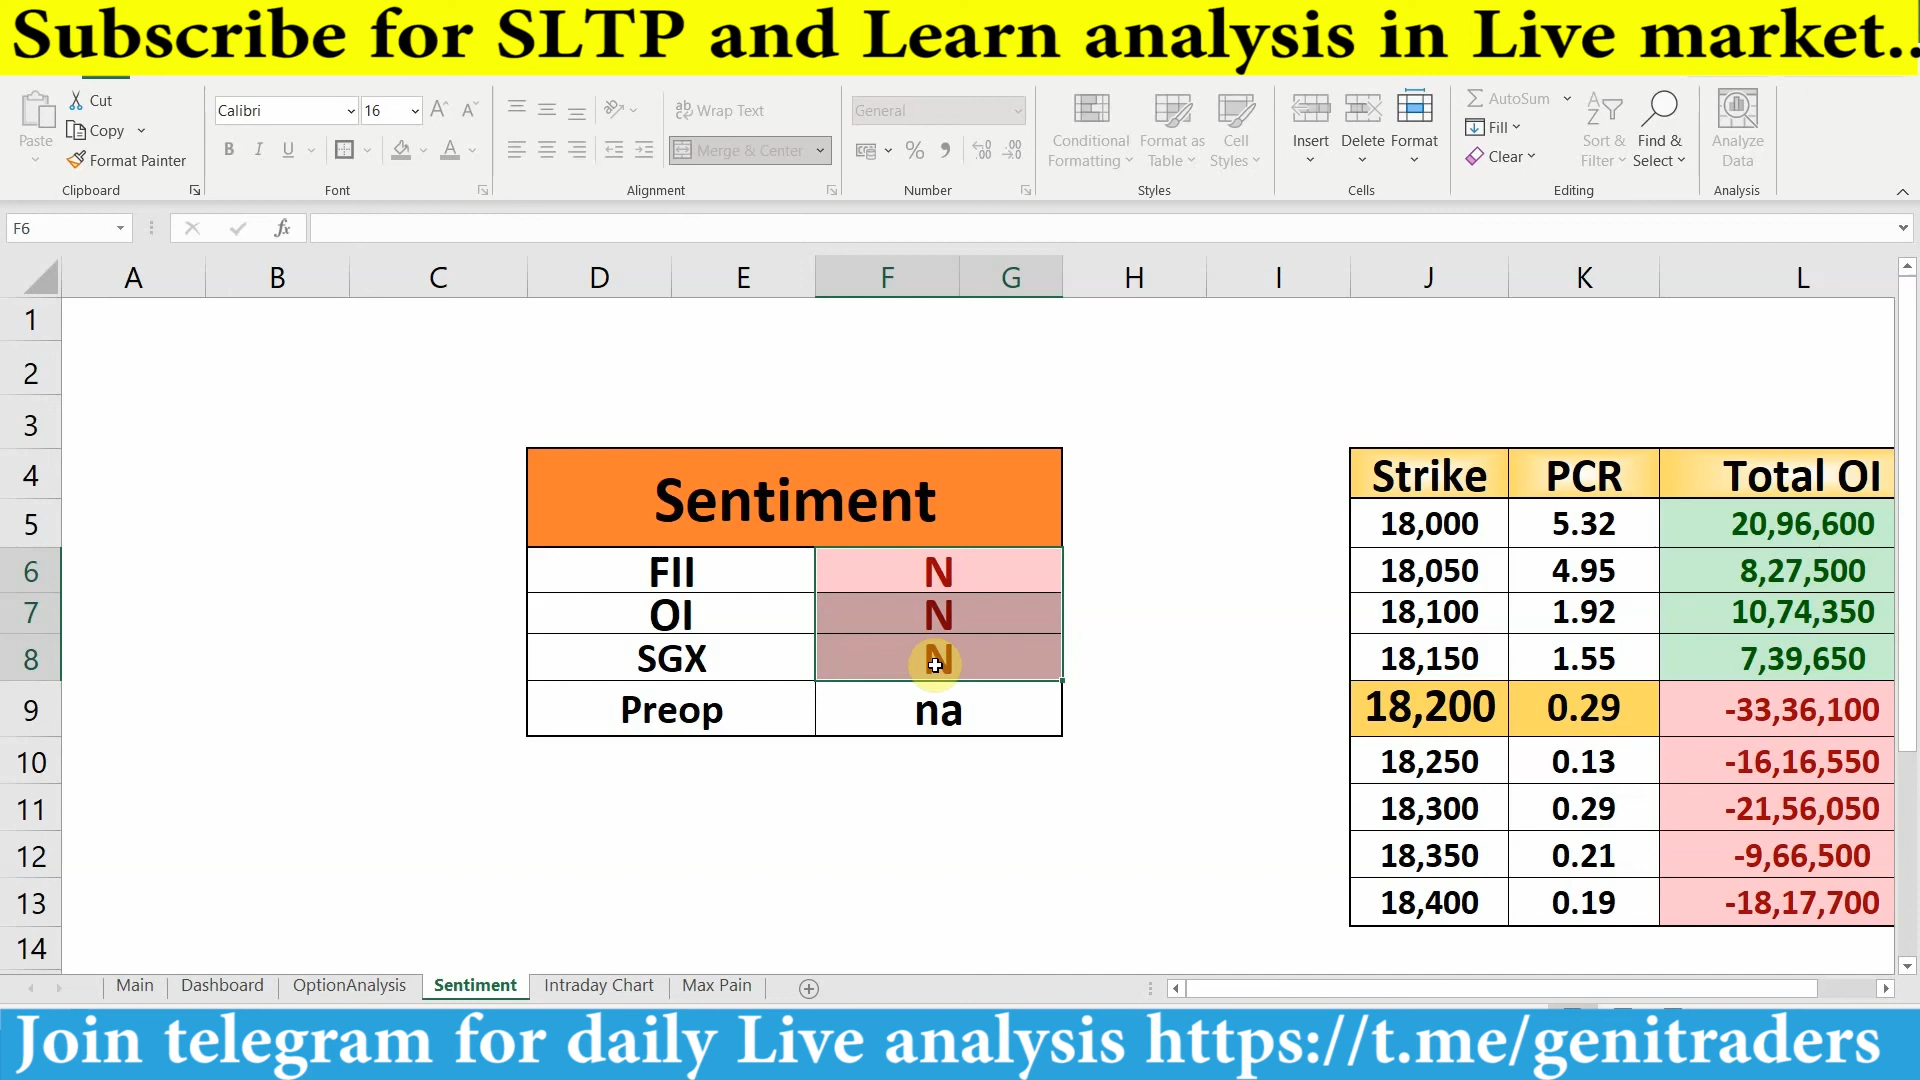 Subscribe for SLTP and Learn analysis in Live market..
Paste
Cut
Copy
Format Painter
Clipboard
Calibri
16
B I U
Font
Wrap Text
Merge & Center
Alignment
General
Number
Conditional Formatting
Format as Table
Cell Styles
Styles
Insert
Delete
Format
Cells
AutoSum
Fill
Clear
Sort & Filter
Find & Select
Editing
Analyze Data
Analysis
F6
fx
A B C D E F G H I J K L
1
2
3
4
5
6
7
8
9
10
11
12
13
14
Sentiment
FII N
OI N
SGX N
Preop na
Strike PCR Total OI
18,000 5.32 20,96,600
18,050 4.95 8,27,500
18,100 1.92 10,74,350
18,150 1.55 7,39,650
18,200 0.29 -33,36,100
18,250 0.13 -16,16,550
18,300 0.29 -21,56,050
18,350 0.21 -9,66,500
18,400 0.19 -18,17,700
Main Dashboard OptionAnalysis Sentiment Intraday Chart Max Pain
Join telegram for daily Live analysis https://t.me/genitraders